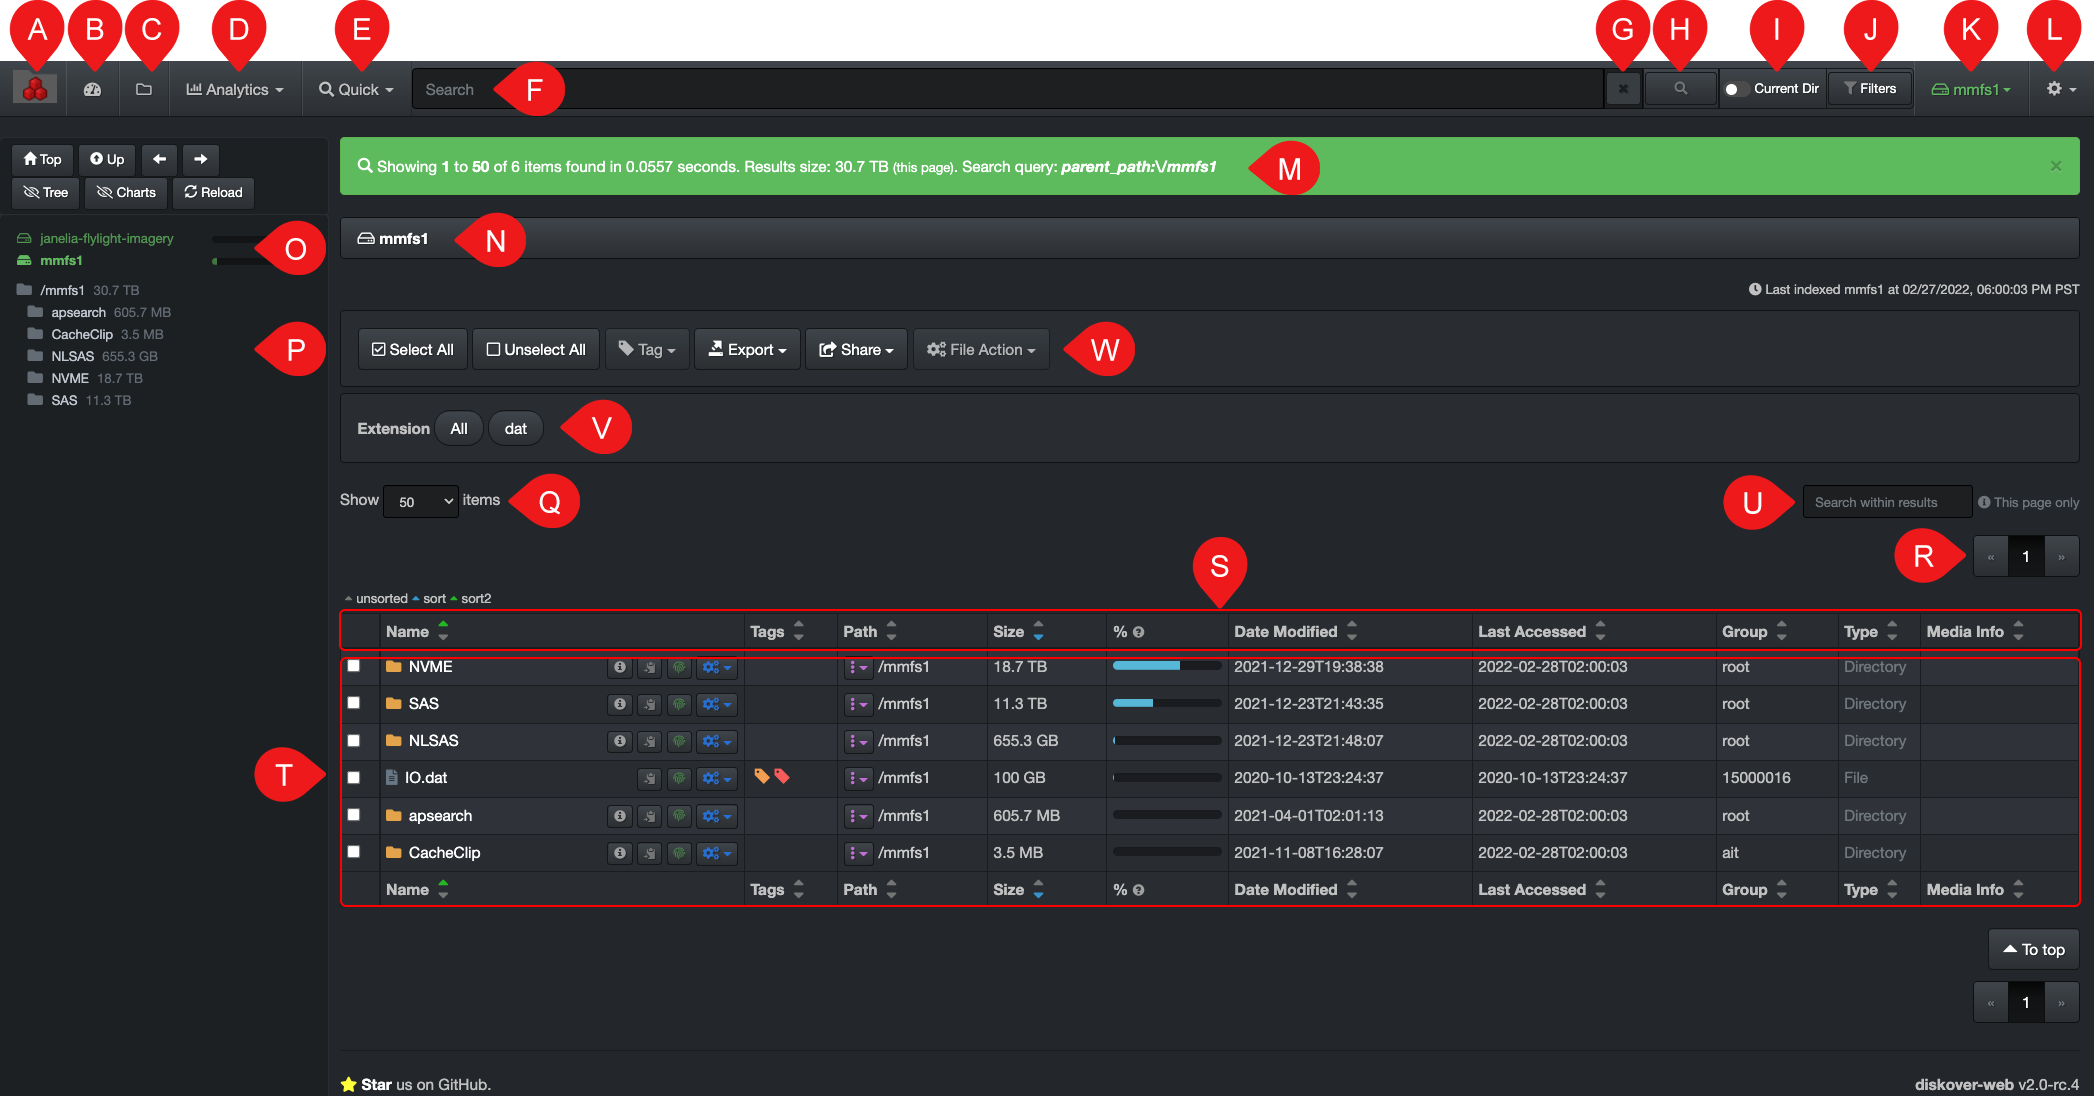 A B C D E G H I J K L
Analytics Quick Search F Current Dir Filters mmfs1
Top Up
Tree Charts Reload
Showing 1 to 50 of 6 items found in 0.0557 seconds. Results size: 30.7 TB (this page). Search query: parent_path:\/mmfs1 M ×
janelia-flylight-imagery
mmfs1
O
/mmfs1 30.7 TB
apsearch 605.7 MB
CacheClip 3.5 MB
NLSAS 655.3 GB
NVME 18.7 TB
SAS 11.3 TB
P
mmfs1 N
Last indexed mmfs1 at 02/27/2022, 06:00:03 PM PST
Select All Unselect All Tag Export Share File Action W
Extension All dat V
Show 50 items Q U Search within results This page only
R « 1 »
S
unsorted sort sort2
Name Tags Path Size % Date Modified Last Accessed Group Type Media Info
NVME /mmfs1 18.7 TB 2021-12-29T19:38:38 2022-02-28T02:00:03 root Directory
SAS /mmfs1 11.3 TB 2021-12-23T21:43:35 2022-02-28T02:00:03 root Directory
NLSAS /mmfs1 655.3 GB 2021-12-23T21:48:07 2022-02-28T02:00:03 root Directory
T IO.dat /mmfs1 100 GB 2020-10-13T23:24:37 2020-10-13T23:24:37 15000016 File
apsearch /mmfs1 605.7 MB 2021-04-01T02:01:13 2022-02-28T02:00:03 root Directory
CacheClip /mmfs1 3.5 MB 2021-11-08T16:28:07 2022-02-28T02:00:03 ait Directory
Name Tags Path Size % Date Modified Last Accessed Group Type Media Info
To top
« 1 »
Star us on GitHub.
diskover-web v2.0-rc.4